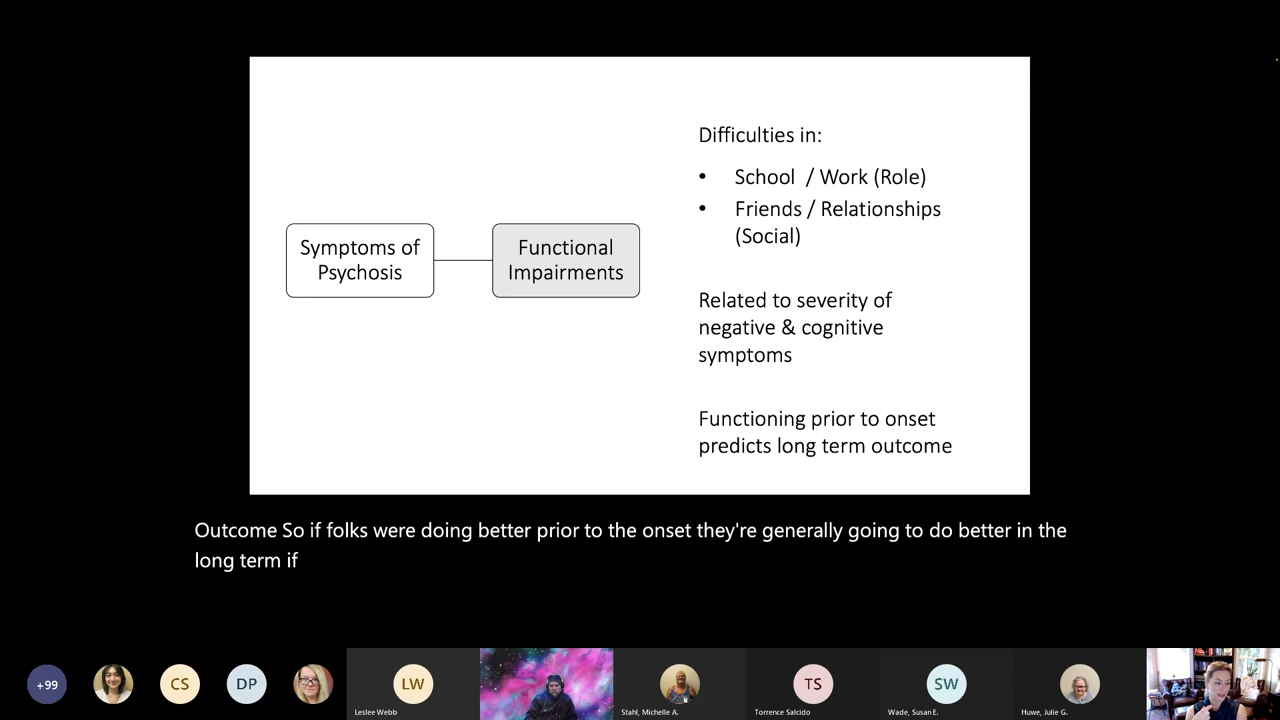 Difficulties in:
• School / Work (Role)
• Friends / Relationships
(Social)
Symptoms of
Psychosis
Functional
Impairments
Related to severity of
negative & cognitive
symptoms
Functioning prior to onset
predicts long term outcome
Outcome So if folks were doing better prior to the onset they're generally going to do better in the
long term if
+99
CS
DP
LW
TS
SW
Leslee Webb
Stahl, Michelle A.
Torrence Salcido
Wade, Susan E.
Huwe, Julie G.